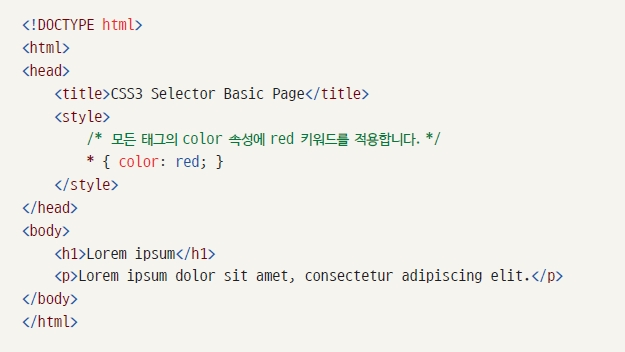 <!DOCTYPE html>
<html>
<head>
    <title>CSS3 Selector Basic Page</title>
    <style>
        /* 모든 태그의 color 속성에 red 키워드를 적용합니다. */
        * { color: red; }
    </style>
</head>
<body>
    <h1>Lorem ipsum</h1>
    <p>Lorem ipsum dolor sit amet, consectetur adipiscing elit.</p>
</body>
</html>